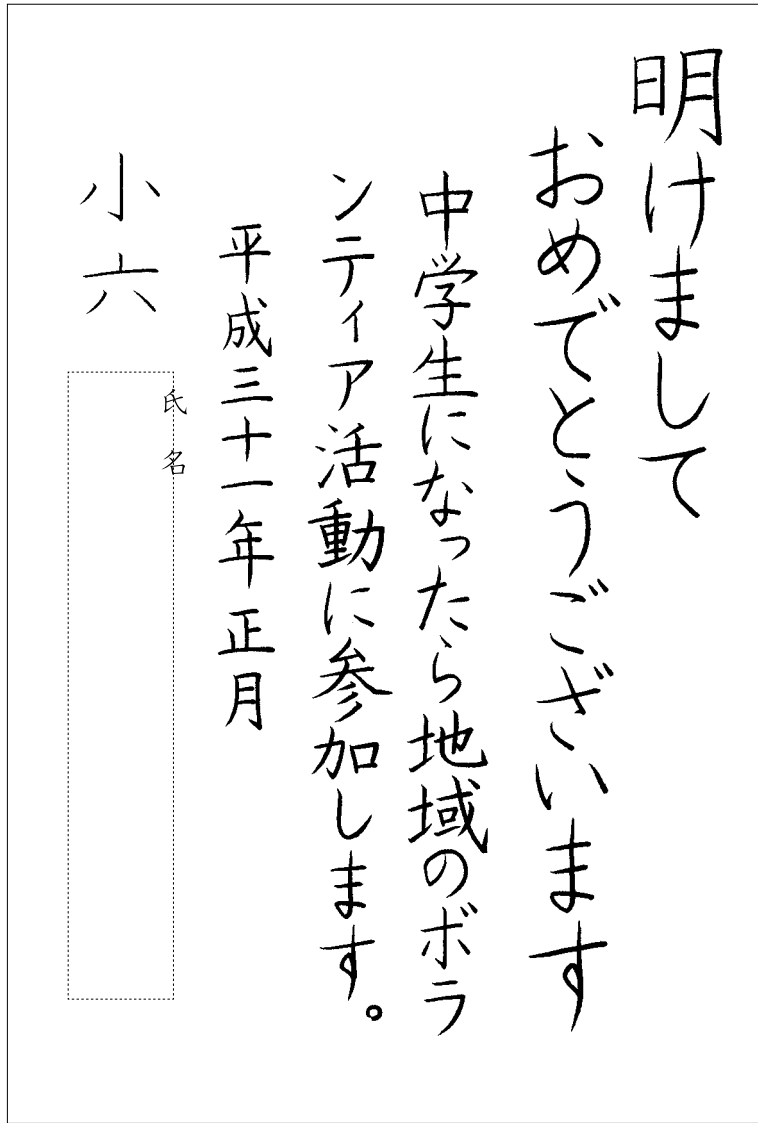 明けまして
おめでとうございます
中学生になったら地域のボラ
ンティア活動に参加します。
平成三十一年正月
小六
氏名